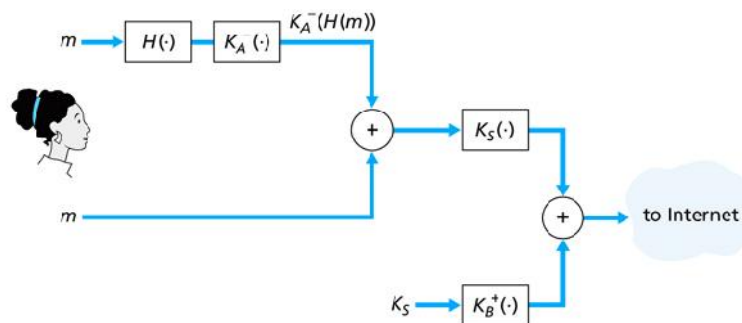 K_A^-(H(m))
m H(·) K_A^-(·)
+ K_S(·)
m + to Internet
K_S K_B^+(·)